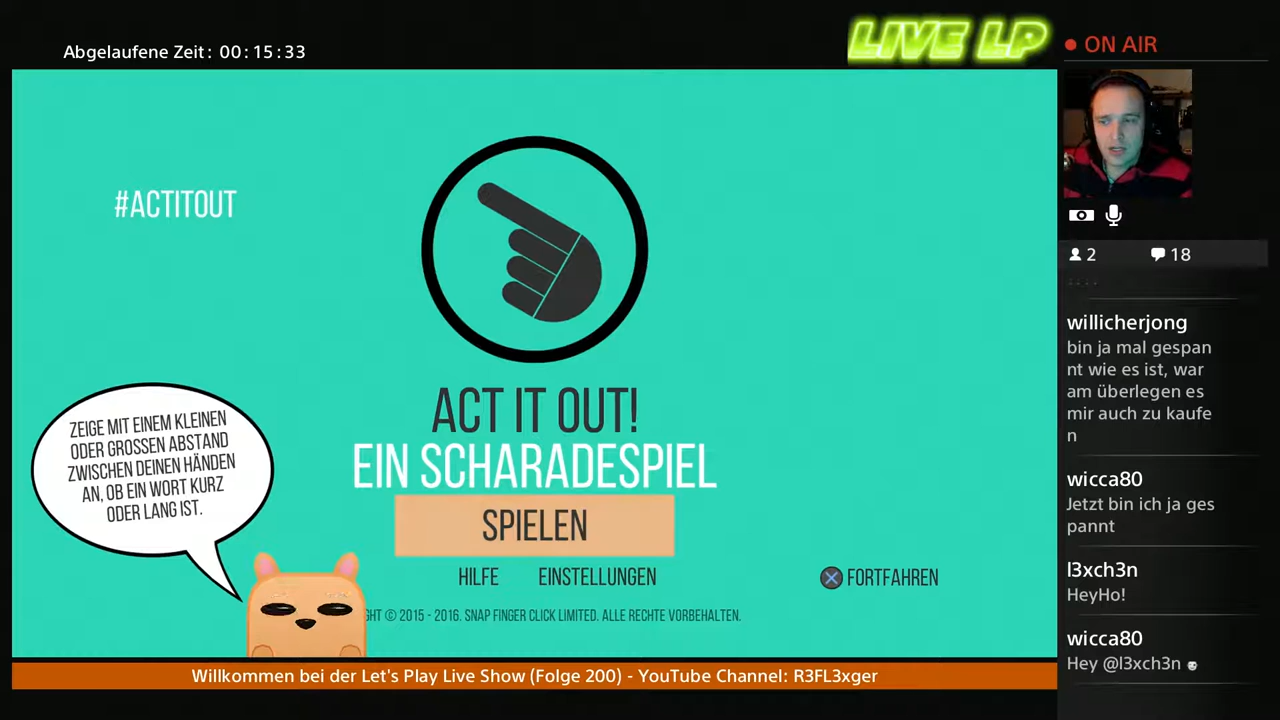 Abgelaufene Zeit: 00:15:33
LIVE LP
ON AIR
#ACTITOUT
2
18
willicherjong
bin ja mal gespan
nt wie es ist, war
am überlegen es
mir auch zu kaufe
n
wicca80
Jetzt bin ich ja ges
pannt
l3xch3n
HeyHo!
wicca80
Hey @l3xch3n
ZEIGE MIT EINEM KLEINEN
ODER GROSSEN ABSTAND
ZWISCHEN DEINEN HÄNDEN
AN, OB EIN WORT KURZ
ODER LANG IST.
ACT IT OUT!
EIN SCHARADESPIEL
SPIELEN
HILFE
EINSTELLUNGEN
FORTFAHREN
© 2015 - 2016. SNAP FINGER CLICK LIMITED. ALLE RECHTE VORBEHALTEN.
Willkommen bei der Let's Play Live Show (Folge 200) - YouTube Channel: R3FL3xger